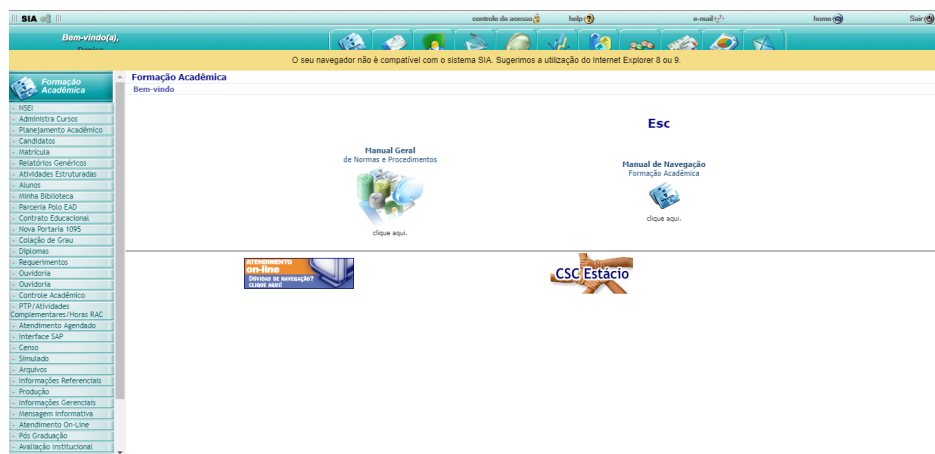 SIA
controle de acesso
help
e-mail
home
Sair
Bem-vindo(a),
O seu navegador não é compatível com o sistema SIA. Sugerimos a utilização do Internet Explorer 8 ou 9.
Formação
Acadêmica
NSEI
Administra Cursos
Planejamento Acadêmico
Candidatos
Matrícula
Relatórios Genéricos
Atividades Estruturadas
Alunos
Minha Biblioteca
Parceria Polo EAD
Contrato Educacional
Nova Portaria 1095
Colação de Grau
Diplomas
Requerimentos
Ouvidoria
Ouvidoria
Controle Acadêmico
PTP/Atividades
Complementares/Horas RAC
Atendimento Agendado
Interface SAP
Censo
Simulado
Arquivos
Informações Referenciais
Produção
Informações Gerenciais
Mensagem Informativa
Atendimento On-Line
Pós Graduação
Avaliação Institucional
Formação Acadêmica
Bem-vindo
Esc
Manual Geral
de Normas e Procedimentos
clique aqui.
Manual de Navegação
Formação Acadêmica
clique aqui.
ATENDIMENTO
on-line
DÚVIDAS DE NAVEGAÇÃO?
CLIQUE AQUI!
CSC Estácio